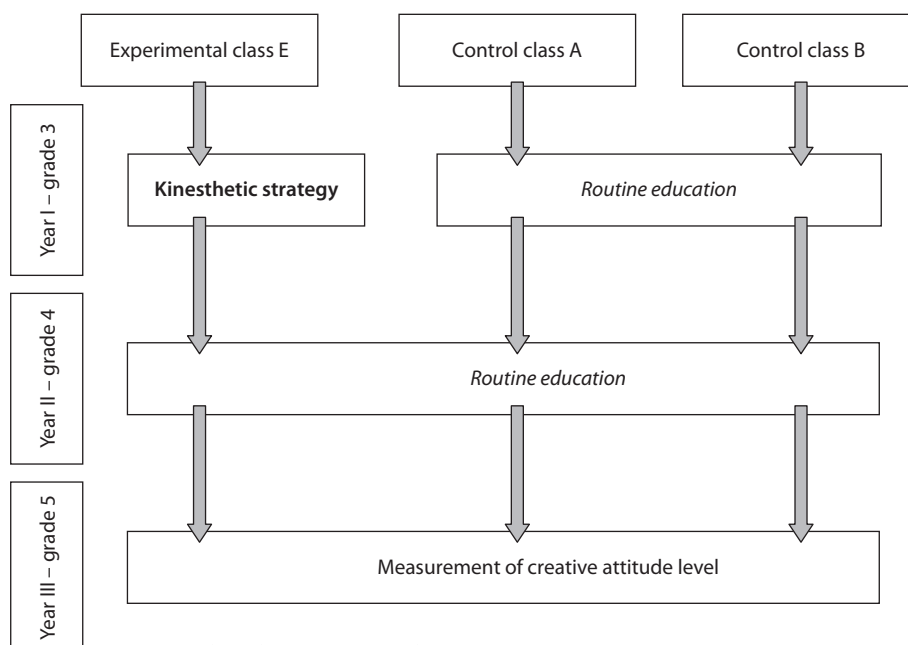 Experimental class E
Control class A
Control class B
Year I – grade 3
Kinesthetic strategy
Routine education
Year II – grade 4
Routine education
Year III – grade 5
Measurement of creative attitude level